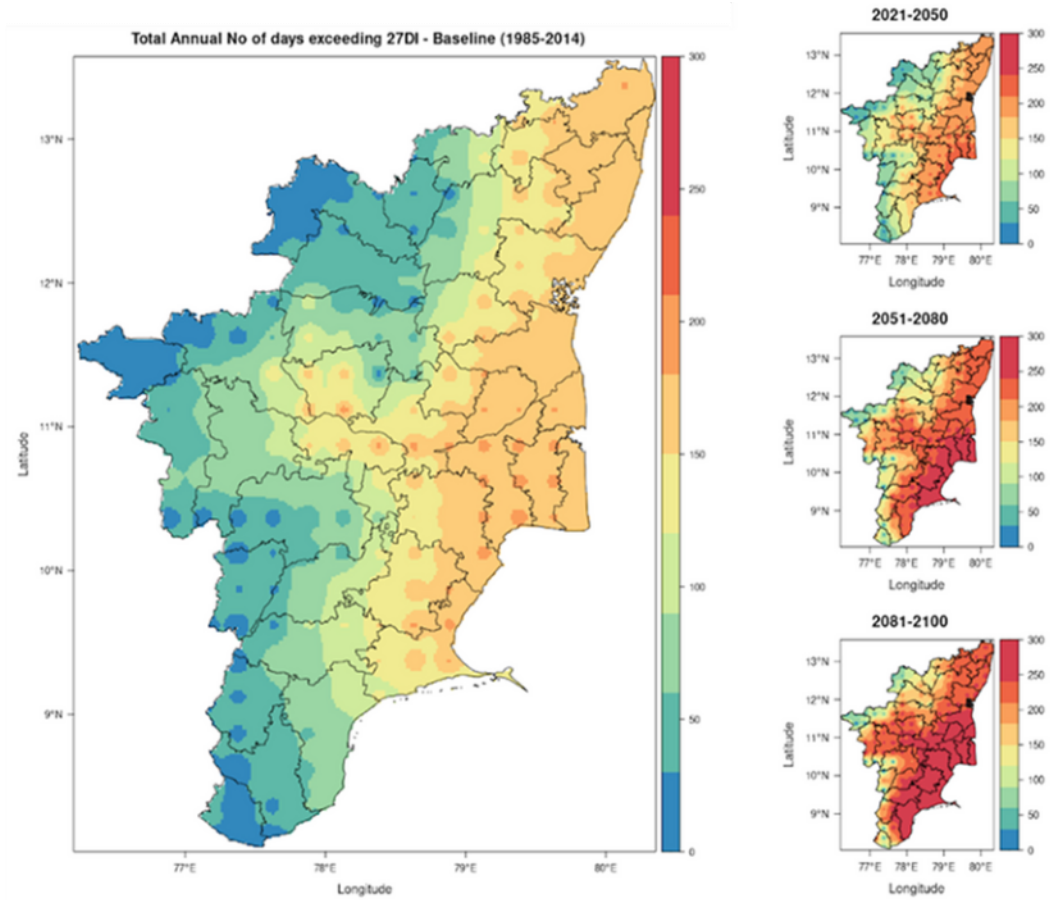 Total Annual No of days exceeding 27DI - Baseline (1985-2014)
13°N
12°N
11°N
10°N
9°N
Latitude
77°E 78°E 79°E 80°E
Longitude
300
250
200
150
100
50
0
2021-2050
13°N
12°N
11°N
10°N
9°N
Latitude
77°E 78°E 79°E 80°E
Longitude
300
250
200
150
100
50
0
2051-2080
13°N
12°N
11°N
10°N
9°N
Latitude
77°E 78°E 79°E 80°E
Longitude
300
250
200
150
100
50
0
2081-2100
13°N
12°N
11°N
10°N
9°N
Latitude
77°E 78°E 79°E 80°E
Longitude
300
250
200
150
100
50
0